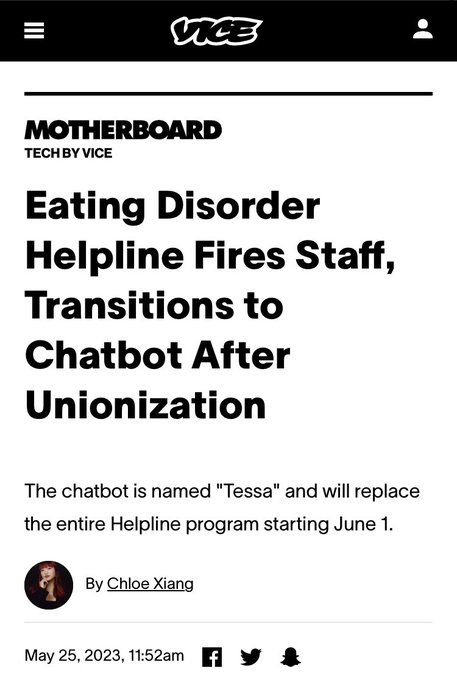 VICE
MOTHERBOARD
TECH BY VICE
Eating Disorder
Helpline Fires Staff,
Transitions to
Chatbot After
Unionization
The chatbot is named "Tessa" and will replace
the entire Helpline program starting June 1.
By Chloe Xiang
May 25, 2023, 11:52am